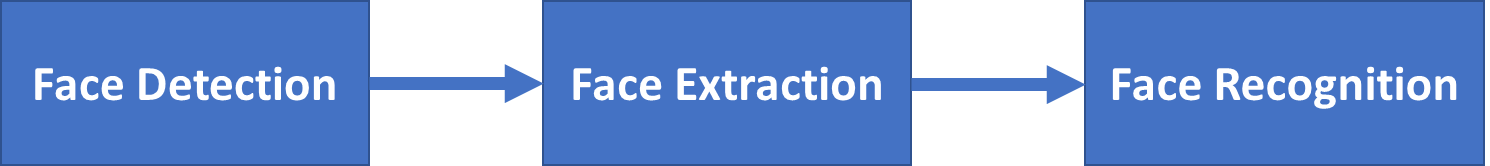 Face Detection
Face Extraction
Face Recognition